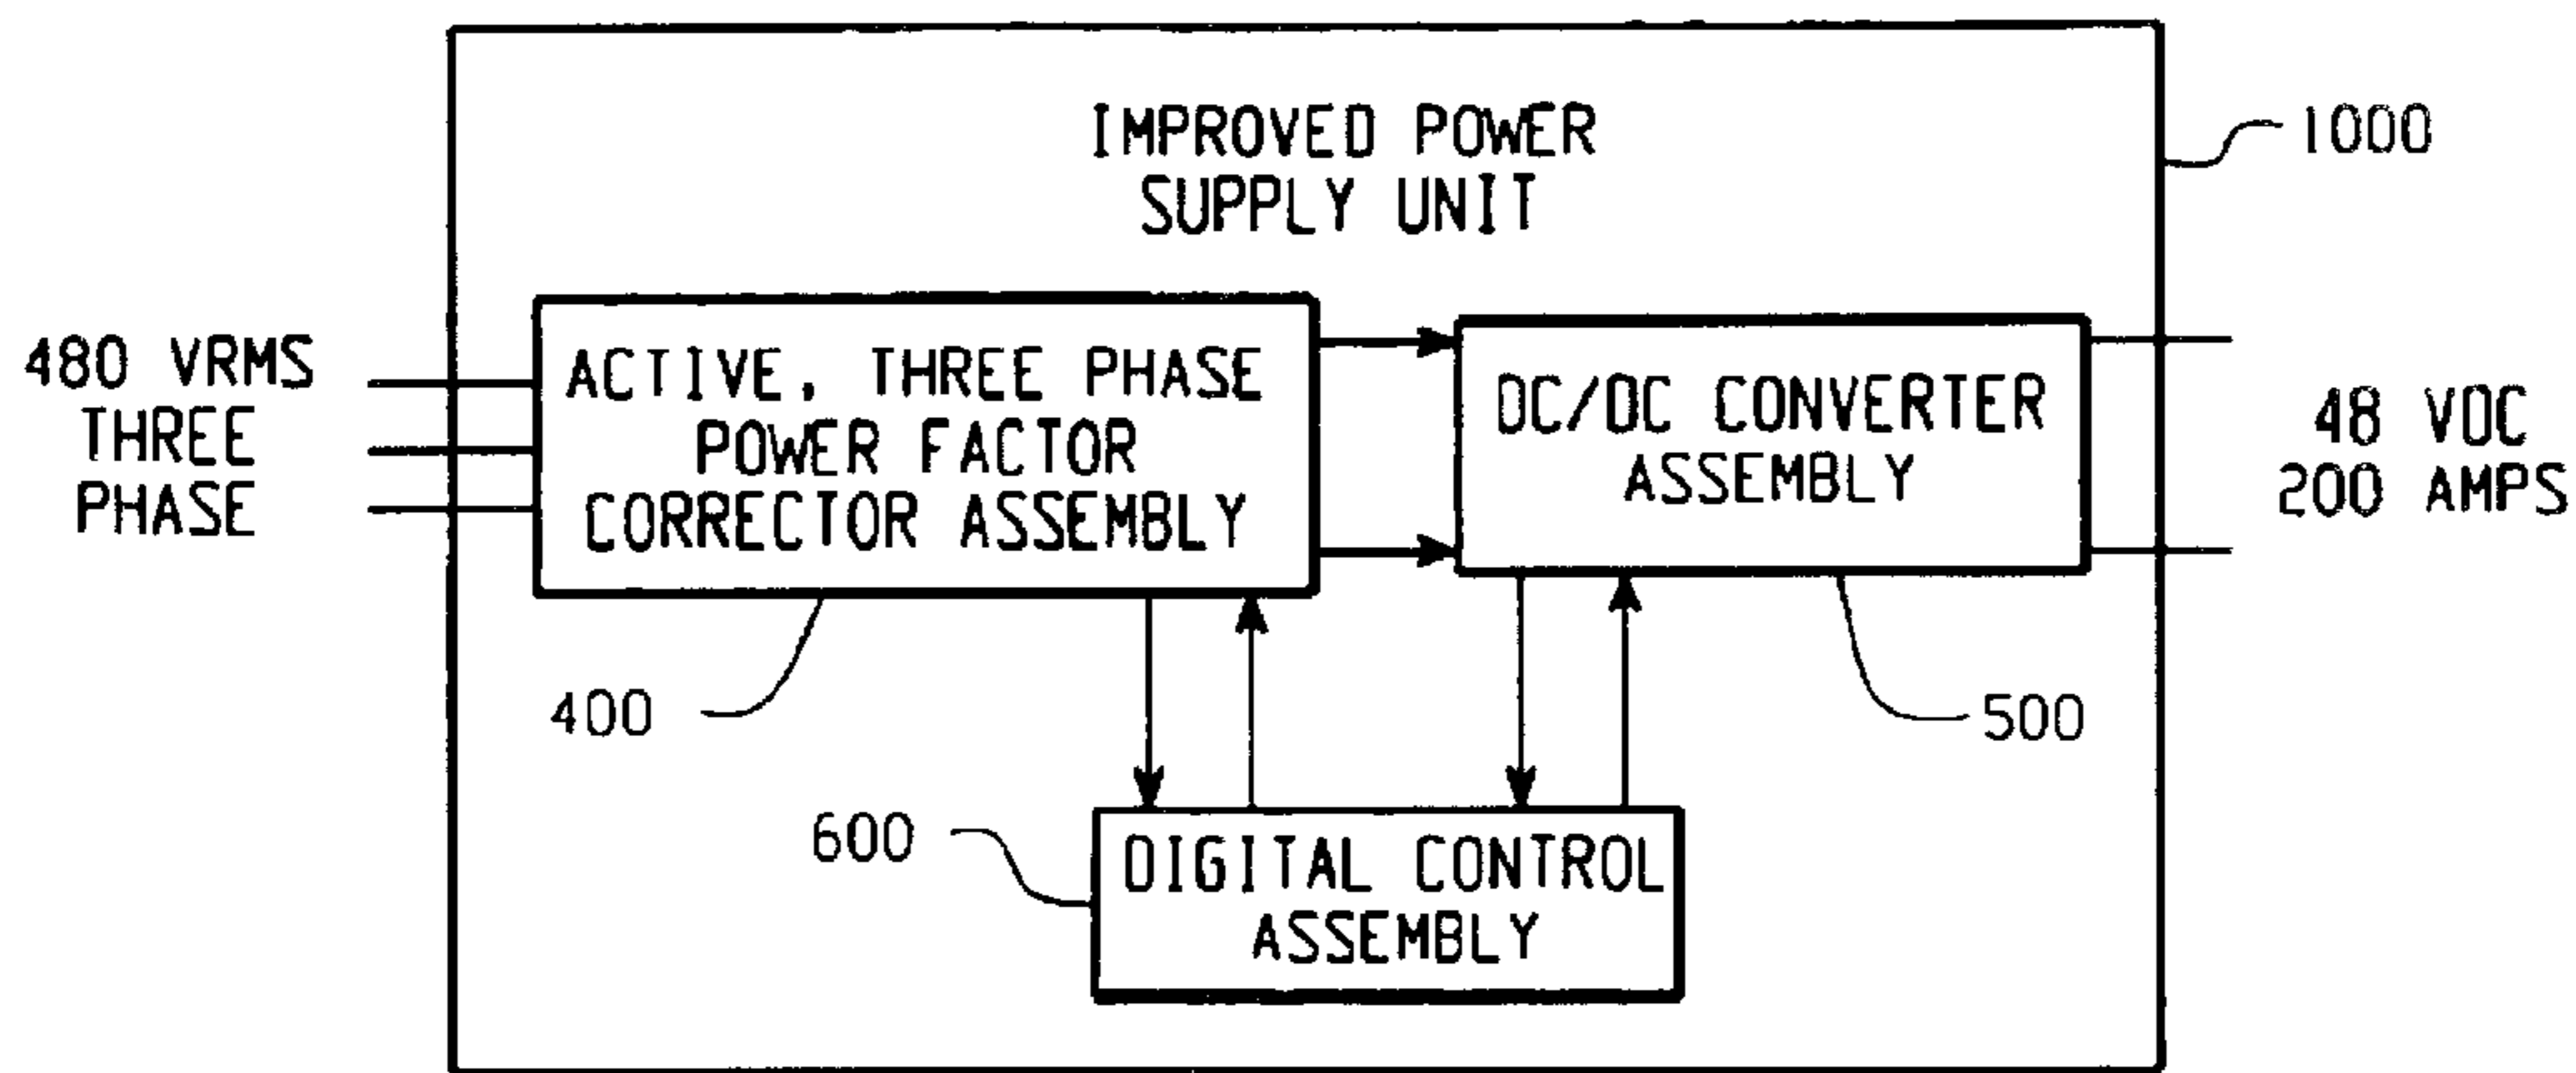 IMPROVED POWER
SUPPLY UNIT
1000
480 VRMS
THREE
PHASE
ACTIVE, THREE PHASE
POWER FACTOR
CORRECTOR ASSEMBLY
DC/DC CONVERTER
ASSEMBLY
48 VDC
200 AMPS
400
500
600
DIGITAL CONTROL
ASSEMBLY